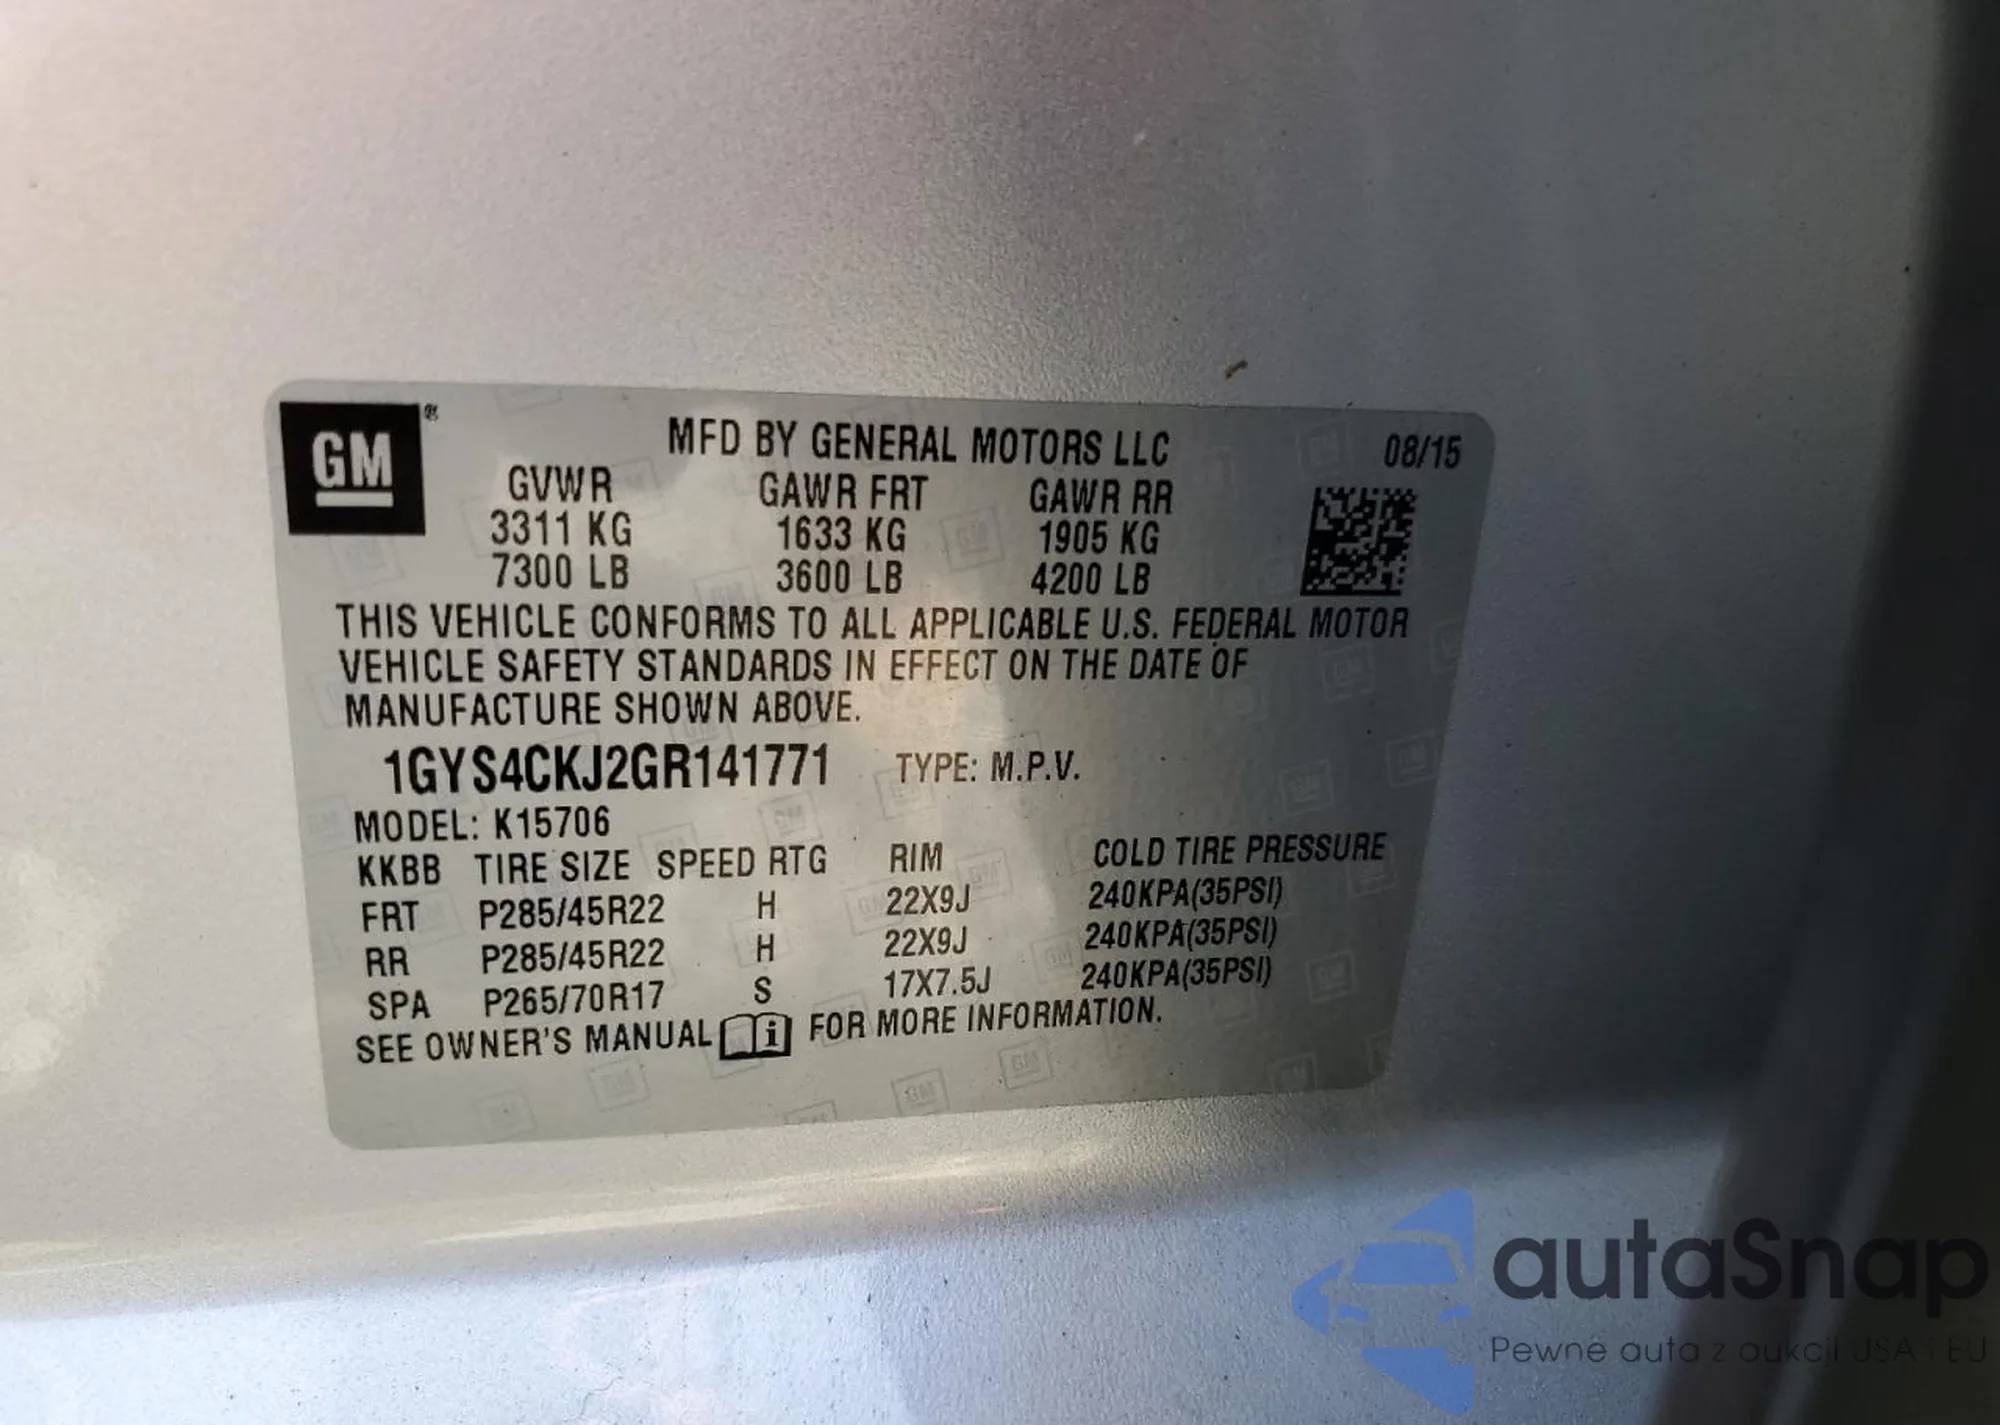 GM ®
MFD BY GENERAL MOTORS LLC 08/15
GVWR GAWR FRT GAWR RR
3311 KG 1633 KG 1905 KG
7300 LB 3600 LB 4200 LB
THIS VEHICLE CONFORMS TO ALL APPLICABLE U.S. FEDERAL MOTOR
VEHICLE SAFETY STANDARDS IN EFFECT ON THE DATE OF
MANUFACTURE SHOWN ABOVE.
1GYS4CKJ2GR141771 TYPE: M.P.V.
MODEL: K15706
KKBB TIRE SIZE SPEED RTG RIM COLD TIRE PRESSURE
FRT P285/45R22 H 22X9J 240KPA(35PSI)
RR P285/45R22 H 22X9J 240KPA(35PSI)
SPA P265/70R17 S 17X7.5J 240KPA(35PSI)
SEE OWNER'S MANUAL i FOR MORE INFORMATION.
autaSnap
Pewne auta z aukcji USA i EU